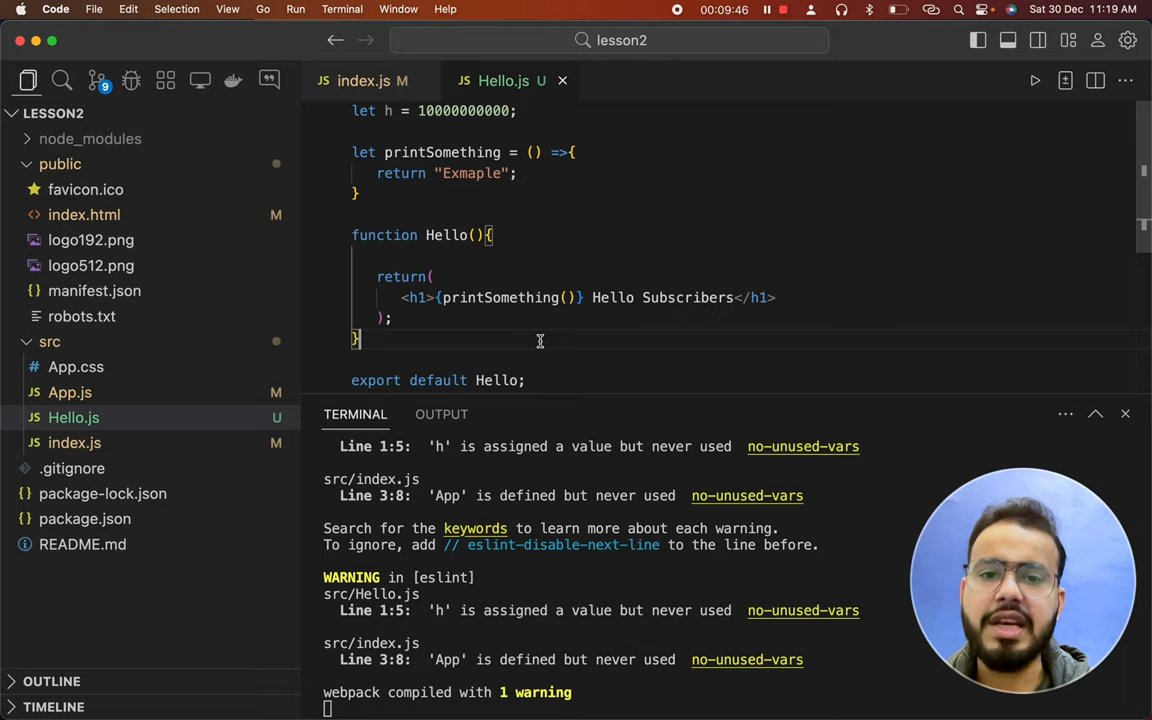 Code File Edit Selection View Go Run Terminal Window Help 00:09:46 Sat 30 Dec 11:19 AM
lesson2
9
JS index.js M JS Hello.js U
LESSON2
node_modules
public
favicon.ico
<> index.html M
logo192.png
logo512.png
{} manifest.json
robots.txt
src
# App.css
JS App.js M
JS Hello.js U
JS index.js M
.gitignore
{} package-lock.json
{} package.json
README.md
OUTLINE
TIMELINE
let h = 10000000000;
let printSomething = () =>{
return "Exmaple";
}
function Hello(){
return(
<h1>{printSomething()} Hello Subscribers</h1>
);
}
export default Hello;
TERMINAL OUTPUT
Line 1:5: 'h' is assigned a value but never used no-unused-vars
src/index.js
Line 3:8: 'App' is defined but never used no-unused-vars
Search for the keywords to learn more about each warning.
To ignore, add // eslint-disable-next-line to the line before.
WARNING in [eslint]
src/Hello.js
Line 1:5: 'h' is assigned a value but never used no-unused-vars
src/index.js
Line 3:8: 'App' is defined but never used no-unused-vars
webpack compiled with 1 warning